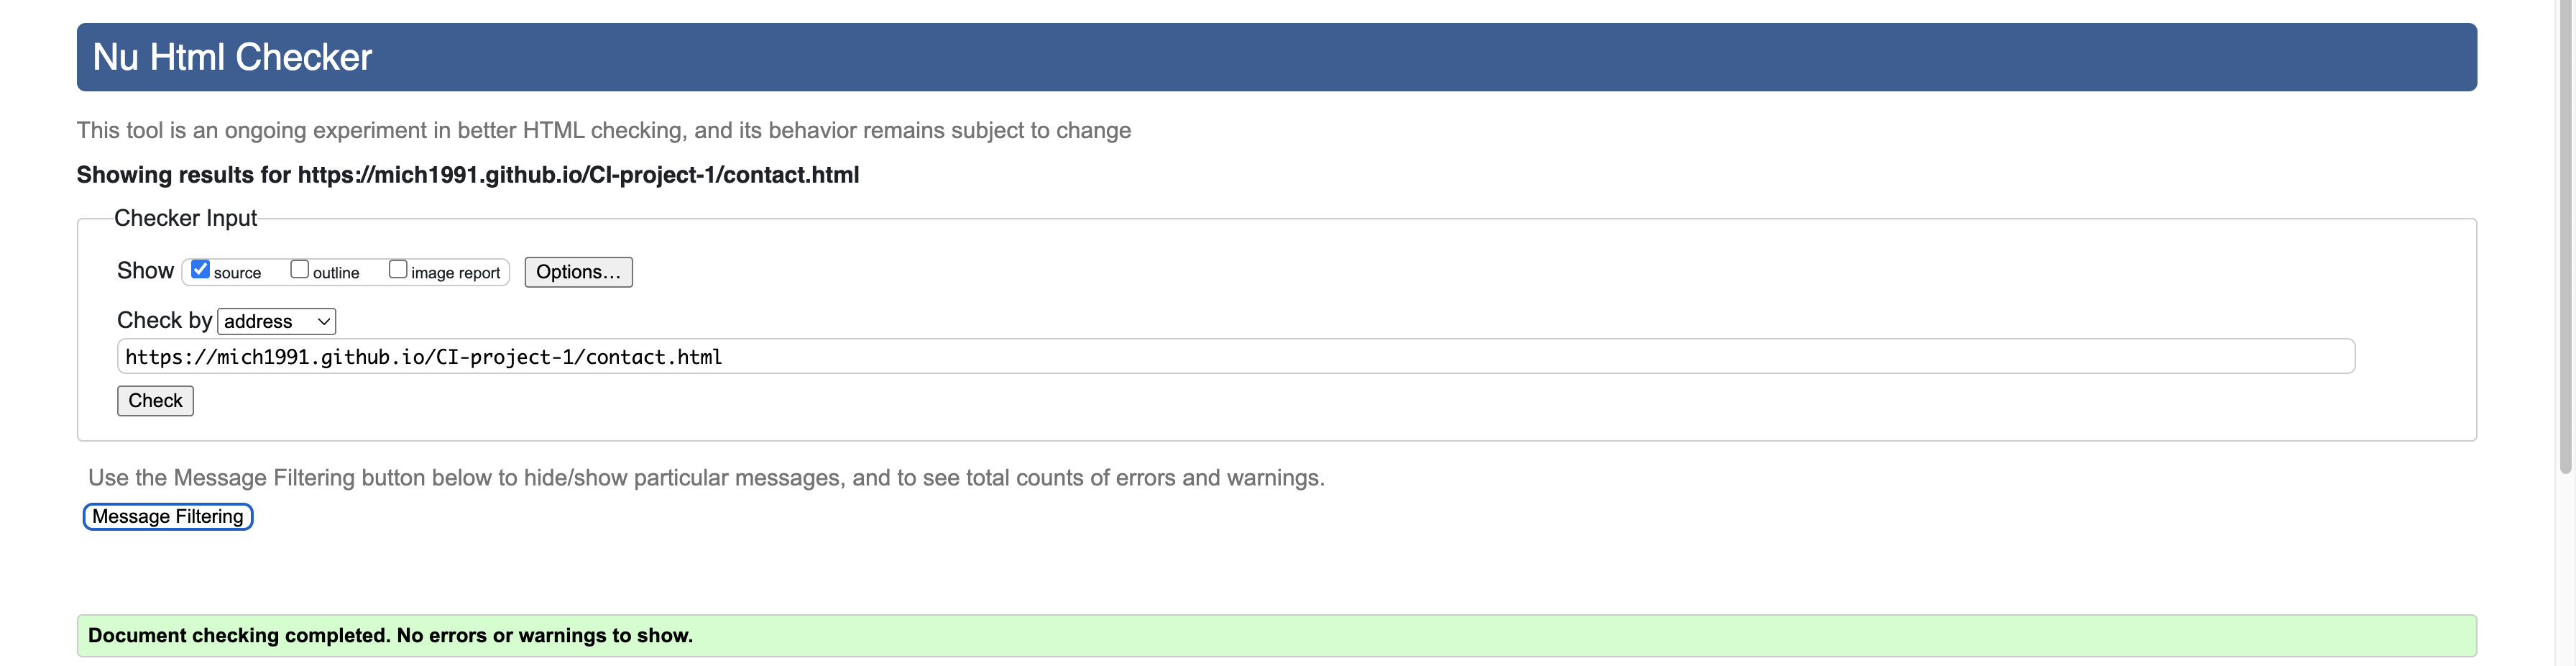 Nu Html Checker
This tool is an ongoing experiment in better HTML checking, and its behavior remains subject to change
Showing results for https://mich1991.github.io/CI-project-1/contact.html
Checker Input
Show source outline image report Options...
Check by address
https://mich1991.github.io/CI-project-1/contact.html
Check
Use the Message Filtering button below to hide/show particular messages, and to see total counts of errors and warnings.
Message Filtering
Document checking completed. No errors or warnings to show.